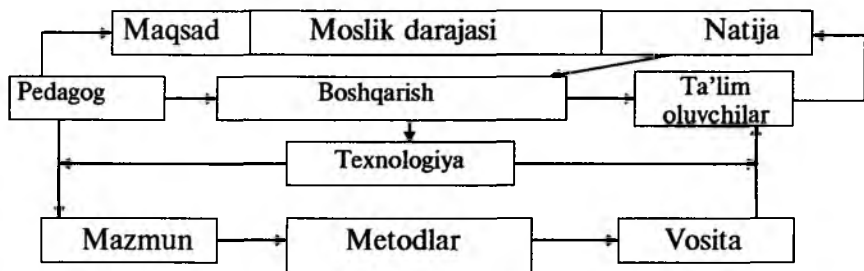 Maqsad Moslik darajasi Natija
Pedagog Boshqarish Ta’lim
oluvchilar
Texnologiya
Mazmun Metodlar Vosita